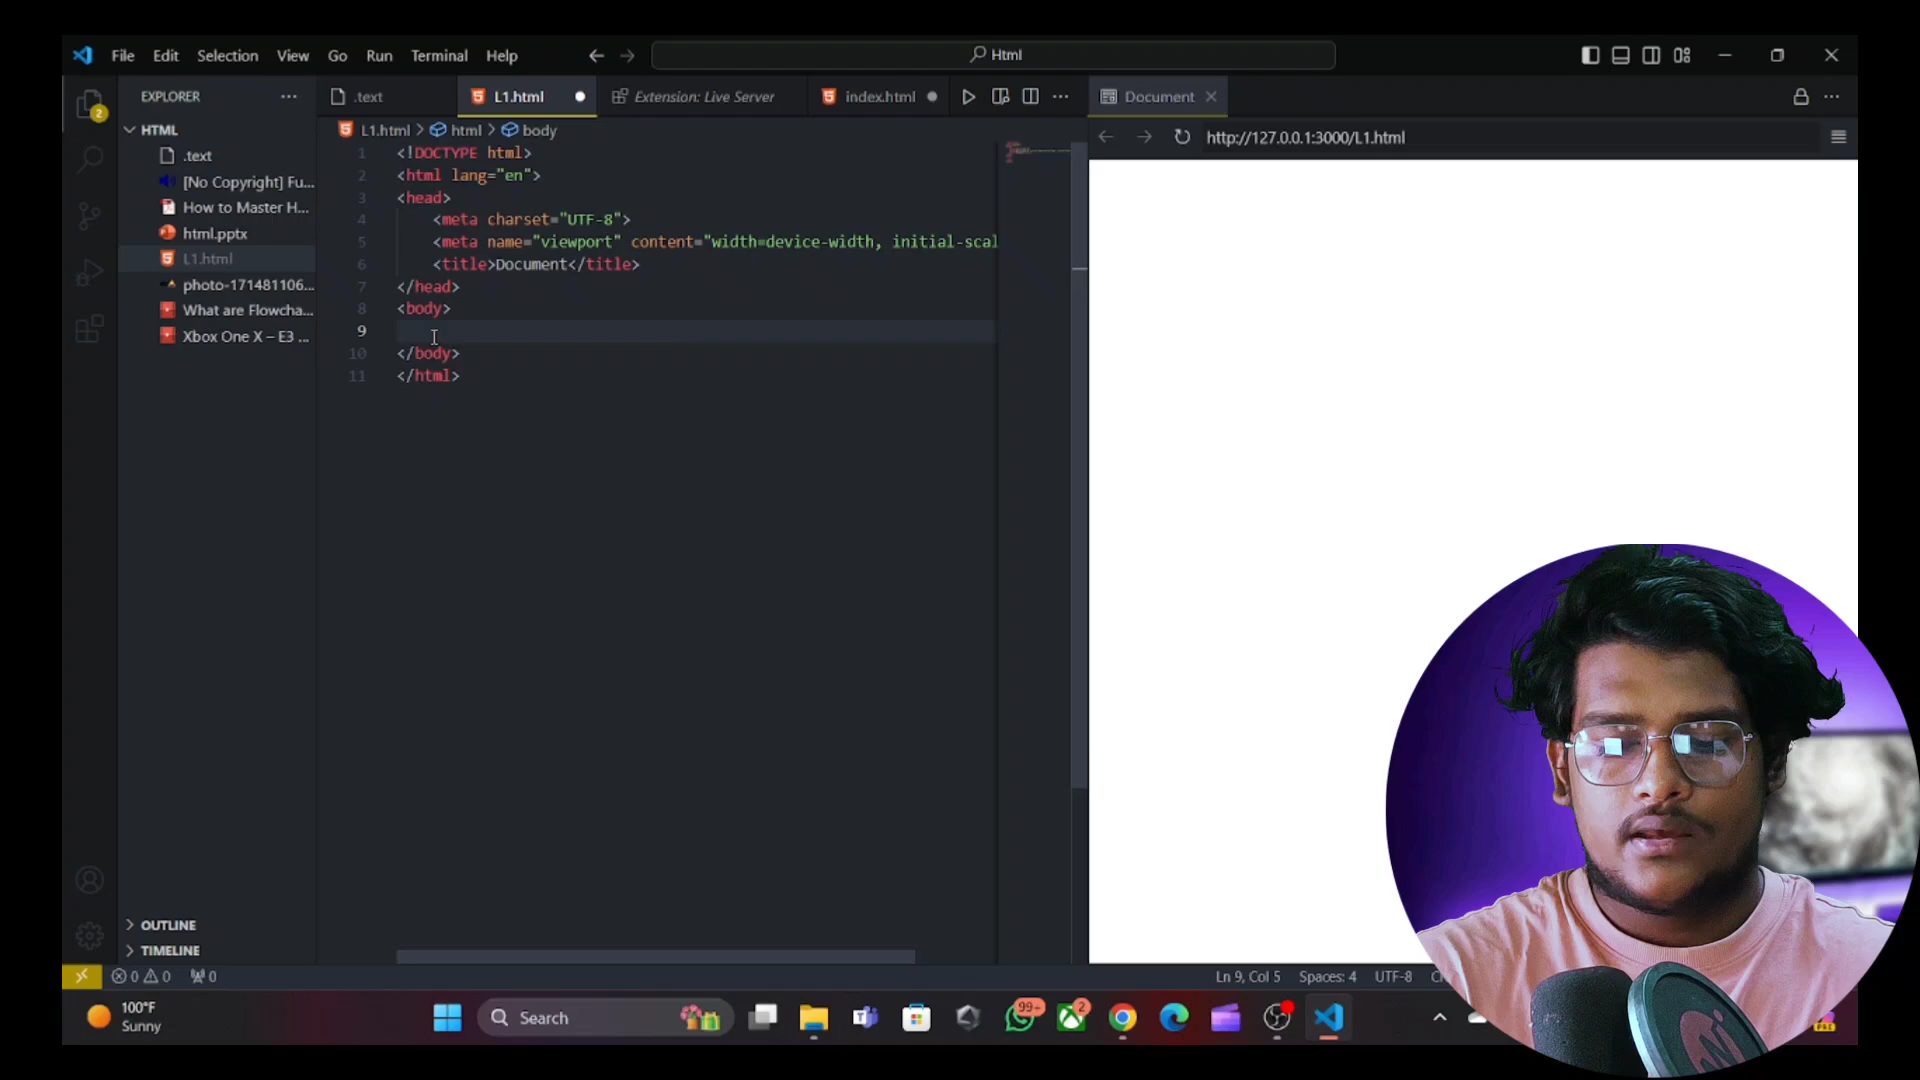 File Edit Selection View Go Run Terminal Help
Html
EXPLORER
.text
L1.html
Extension: Live Server
index.html
Document
HTML
.text
[No Copyright] Fu...
How to Master H...
html.pptx
L1.html
photo-171481106...
What are Flowcha...
Xbox One X – E3 ...
OUTLINE
TIMELINE
L1.html > html > body
1 <!DOCTYPE html>
2 <html lang="en">
3 <head>
4 <meta charset="UTF-8">
5 <meta name="viewport" content="width=device-width, initial-scal
6 <title>Document</title>
7 </head>
8 <body>
9
10 </body>
11 </html>
http://127.0.0.1:3000/L1.html
2
0 0 0
Ln 9, Col 5 Spaces: 4 UTF-8
100°F
Sunny
Search
99+
2
PRE